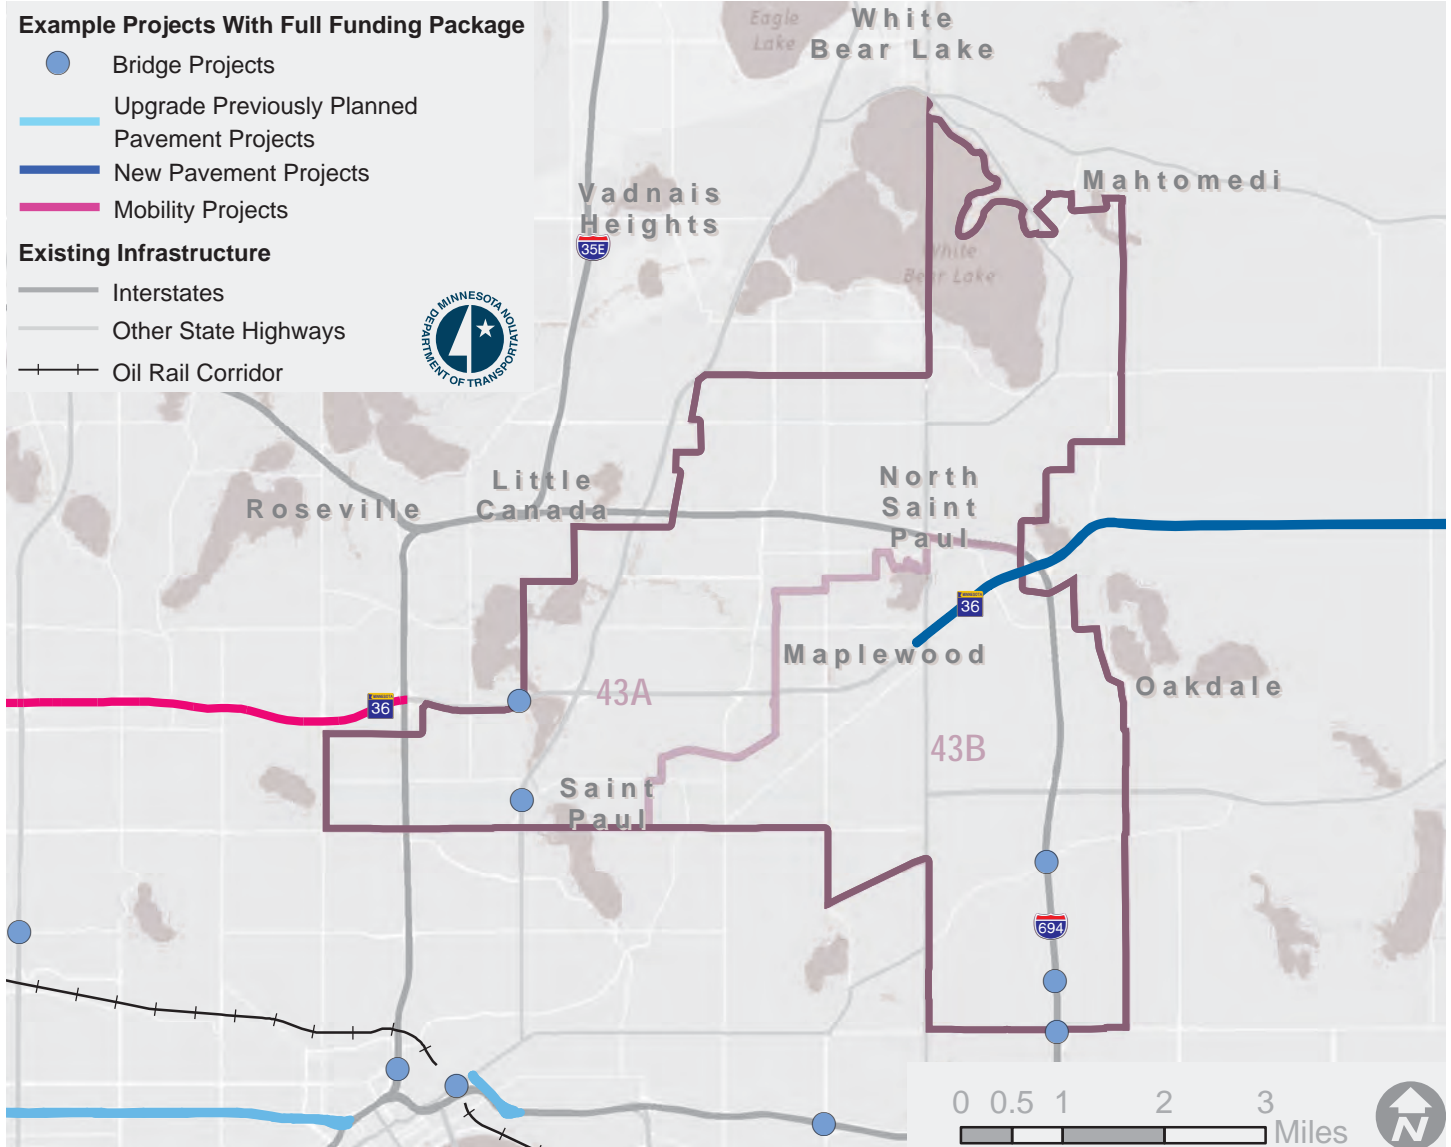 Example Projects With Full Funding Package
Bridge Projects
Upgrade Previously Planned
Pavement Projects
New Pavement Projects
Mobility Projects
Existing Infrastructure
Interstates
Other State Highways
Oil Rail Corridor
MINNESOTA
DEPARTMENT OF TRANSPORTATION
Eagle
Lake
White
Bear Lake
Vadnais
Heights
35E
Mahtomedi
White
Bear Lake
Roseville
Little
Canada
North
Saint
Paul
MINNESOTA
36
Maplewood
Oakdale
MINNESOTA
36
43A
43B
Saint
Paul
694
0 0.5 1 2 3
Miles
N